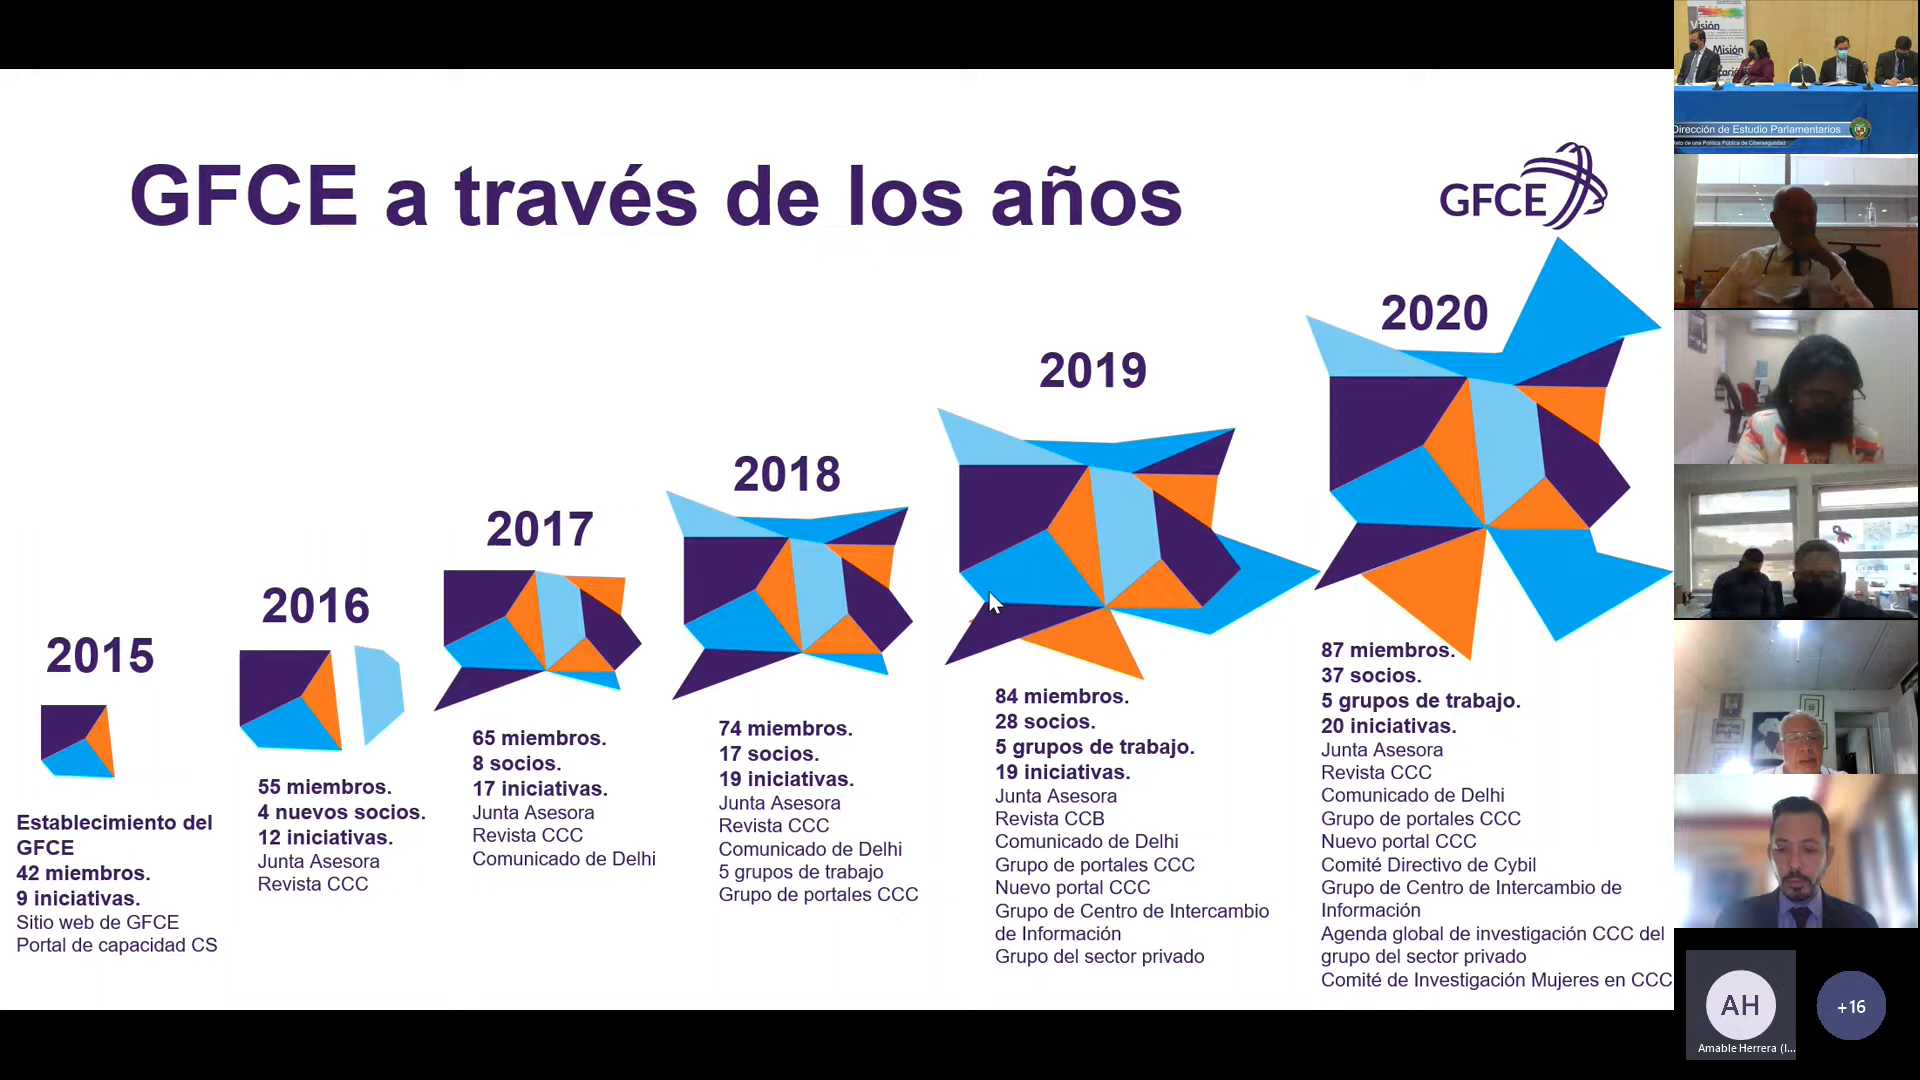 GFCE a través de los años
GFCE
2015
Establecimiento del
GFCE
42 miembros.
9 iniciativas.
Sitio web de GFCE
Portal de capacidad CS
2016
55 miembros.
4 nuevos socios.
12 iniciativas.
Junta Asesora
Revista CCC
2017
65 miembros.
8 socios.
17 iniciativas.
Junta Asesora
Revista CCC
Comunicado de Delhi
2018
74 miembros.
17 socios.
19 iniciativas.
Junta Asesora
Revista CCC
Comunicado de Delhi
5 grupos de trabajo
Grupo de portales CCC
2019
84 miembros.
28 socios.
5 grupos de trabajo.
19 iniciativas.
Junta Asesora
Revista CCB
Comunicado de Delhi
Grupo de portales CCC
Nuevo portal CCC
Grupo de Centro de Intercambio
de Información
Grupo del sector privado
2020
87 miembros.
37 socios.
5 grupos de trabajo.
20 iniciativas.
Junta Asesora
Revista CCC
Comunicado de Delhi
Grupo de portales CCC
Nuevo portal CCC
Comité Directivo de Cybil
Grupo de Centro de Intercambio de
Información
Agenda global de investigación CCC del
grupo del sector privado
Comité de Investigación Mujeres en CCC
Visión
Misión
Dirección de Estudio Parlamentarios
de una Política Pública de Ciberseguridad
AH
Amable Herrera (I...
+16